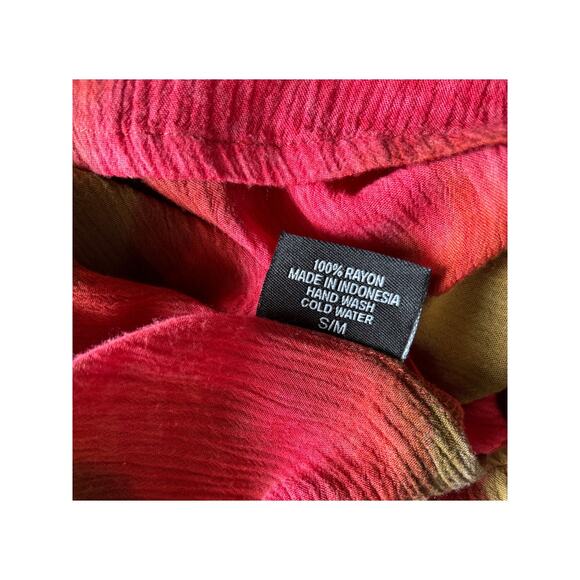 100% RAYON
MADE IN INDONESIA
HAND WASH
COLD WATER
S/M